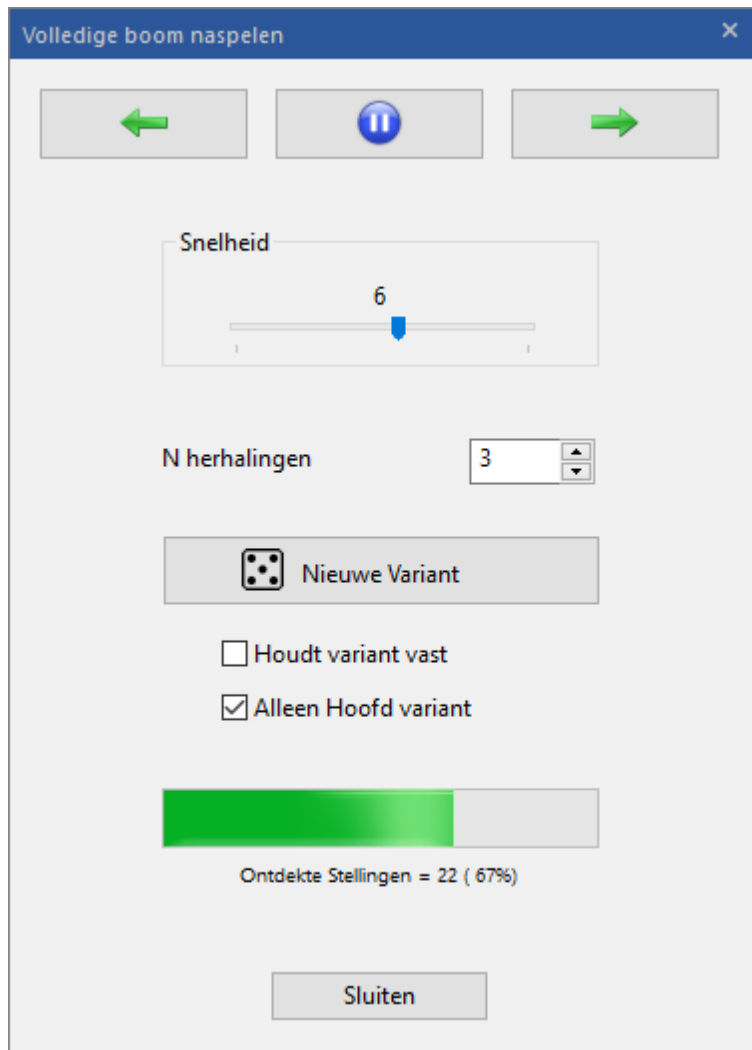 Volledige boom naspelen
Snelheid
6
N herhalingen 3
Nieuwe Variant
Houdt variant vast
Alleen Hoofd variant
Ontdekte Stellingen = 22 ( 67%)
Sluiten